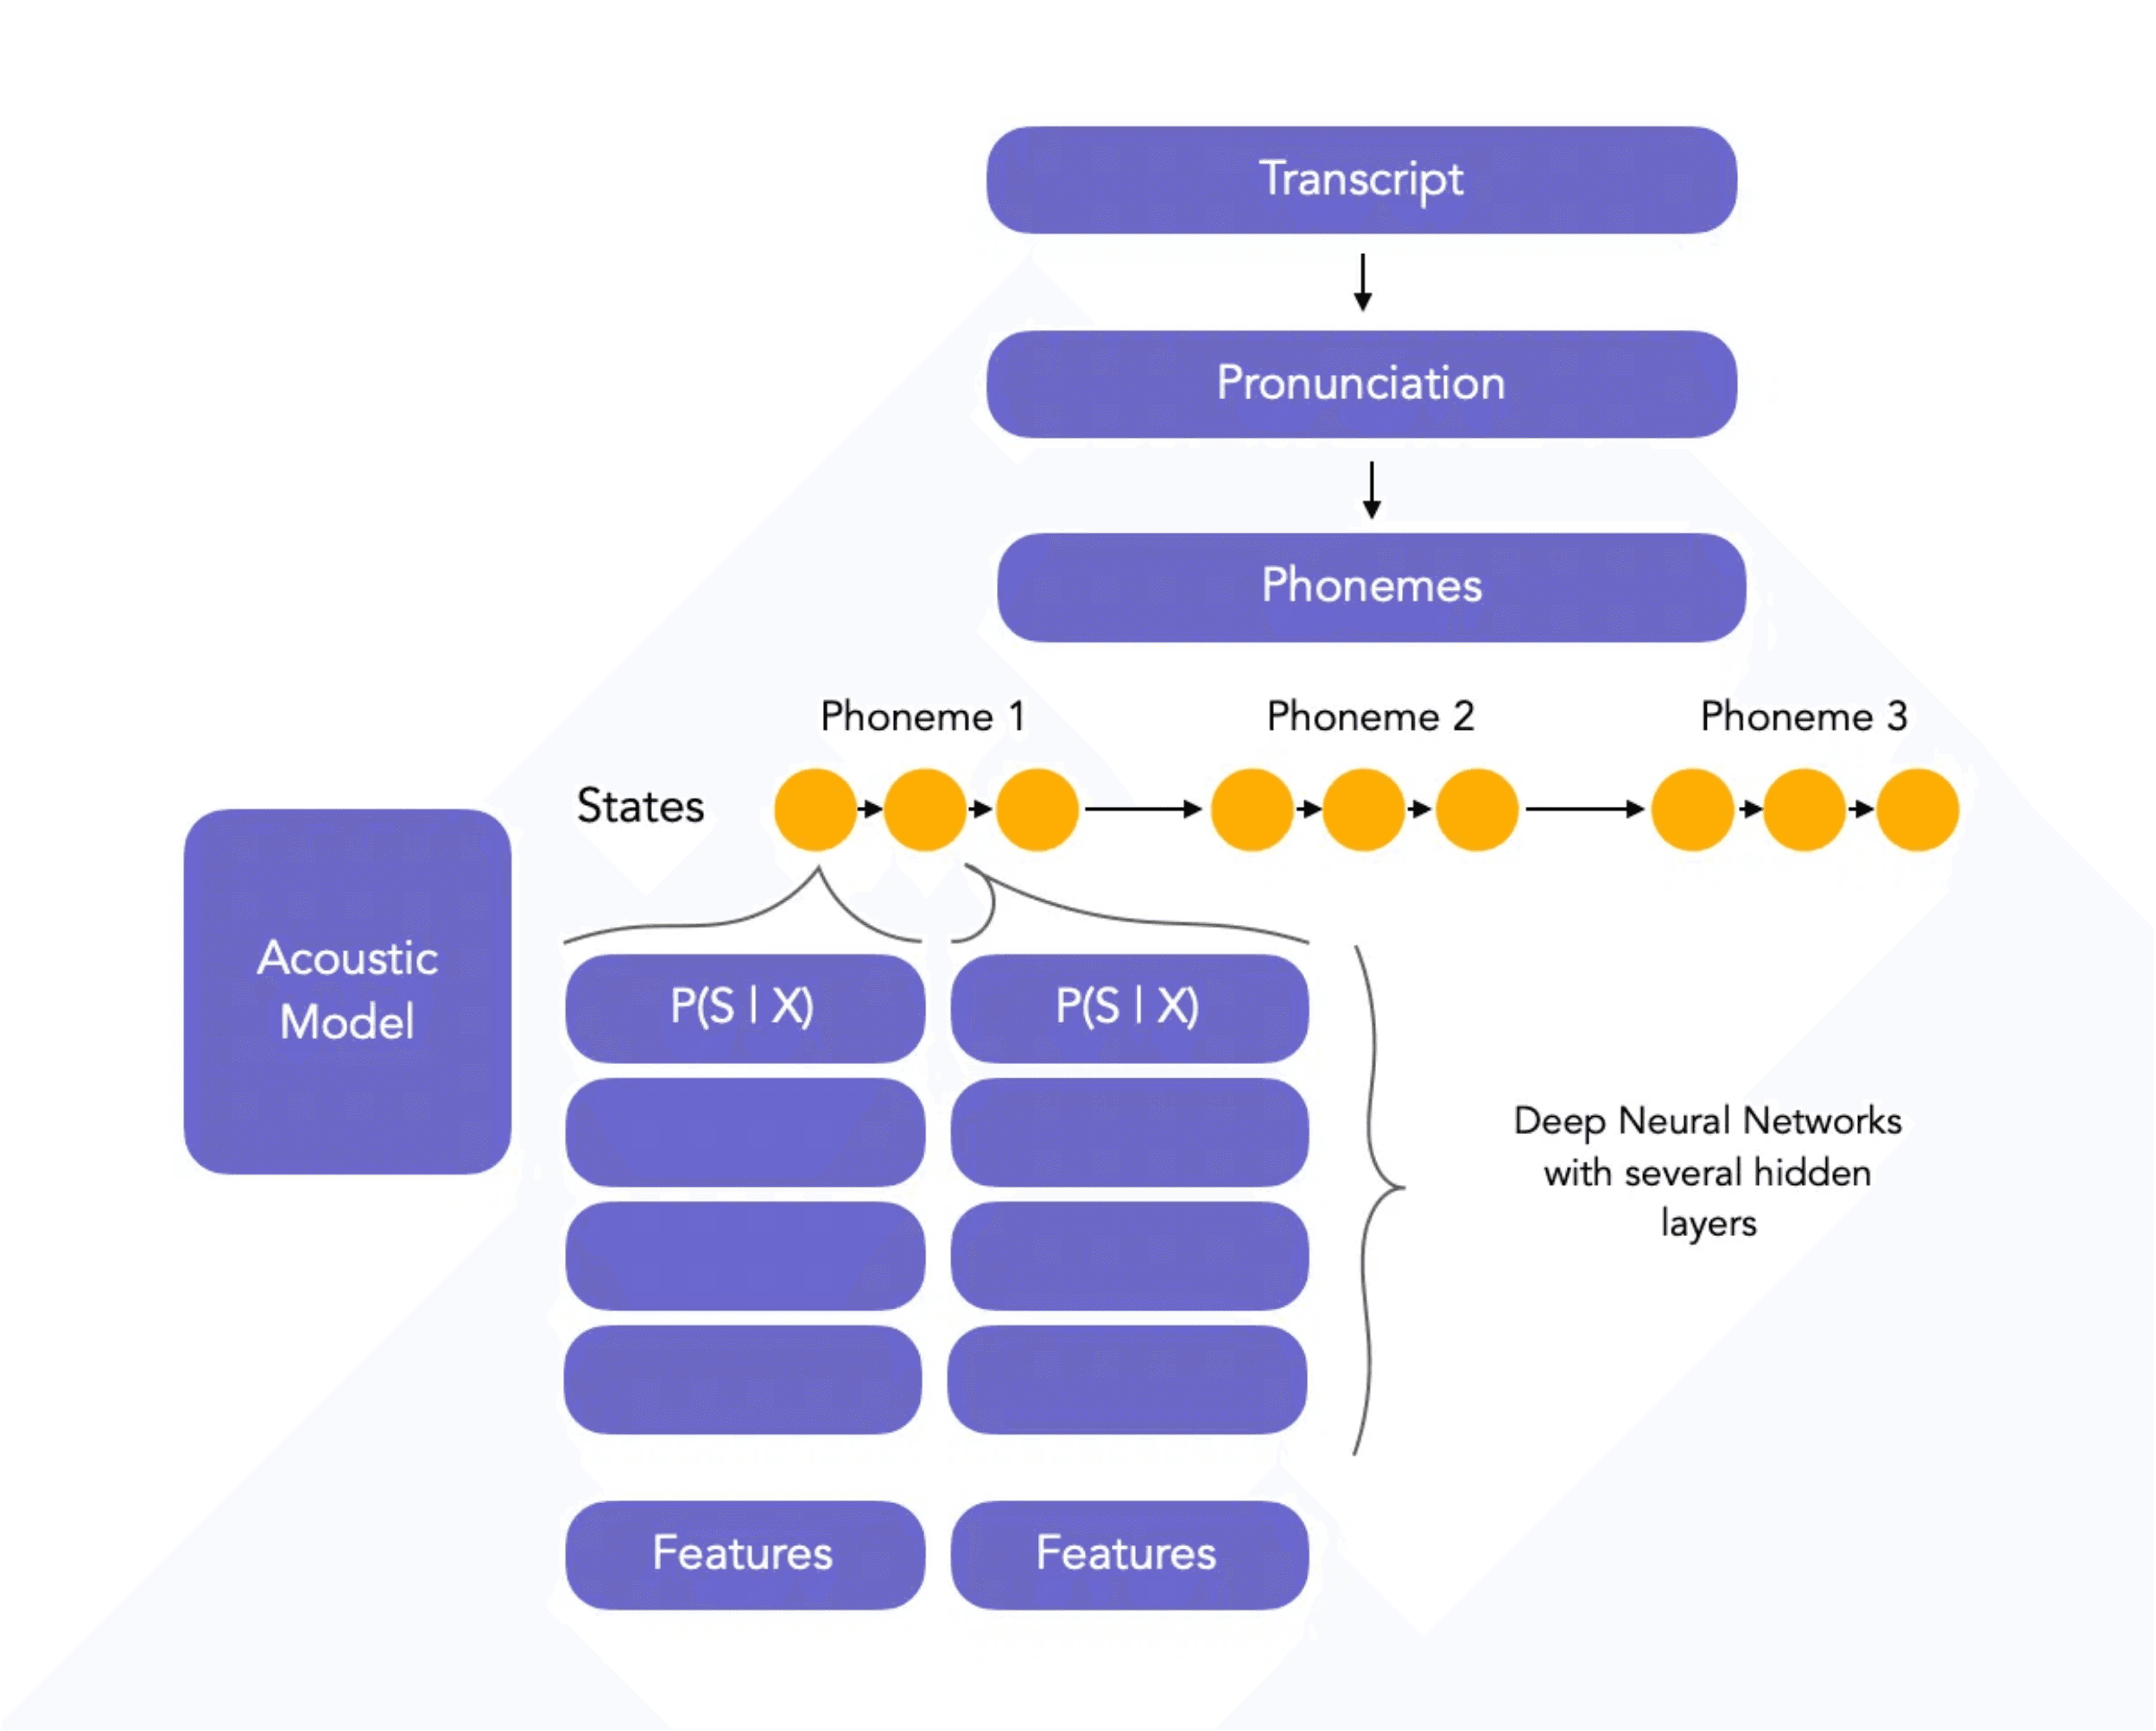 Transcript
Pronunciation
Phonemes
Phoneme 1
Phoneme 2
Phoneme 3
States
Acoustic
Model
P(S | X)
P(S | X)
Deep Neural Networks
with several hidden
layers
Features
Features